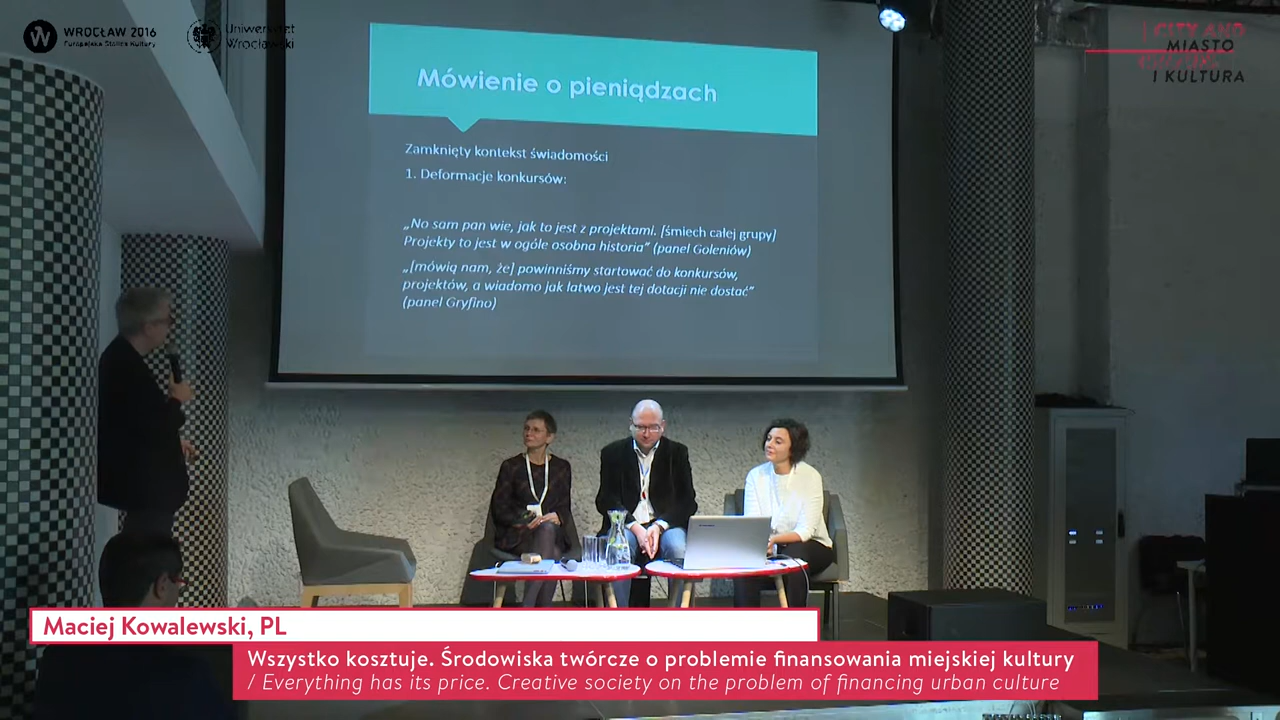 WROCŁAW 2016
Europejska Stolica Kultury
Uniwersytet
Wrocławski
CITY AND
MIASTO
I KULTURA
Mówienie o pieniądzach
Zamknięty kontekst świadomości
1. Deformacje konkursów:
„No sam pan wie, jak to jest z projektami. [śmiech całej grupy]
Projekty to jest w ogóle osobna historia” (panel Goleniów)
„[mówią nam, że] powinniśmy startować do konkursów,
projektów, a wiadomo jak łatwo jest tej dotacji nie dostać”
(panel Gryfino)
Maciej Kowalewski, PL
Wszystko kosztuje. Środowiska twórcze o problemie finansowania miejskiej kultury
/ Everything has its price. Creative society on the problem of financing urban culture